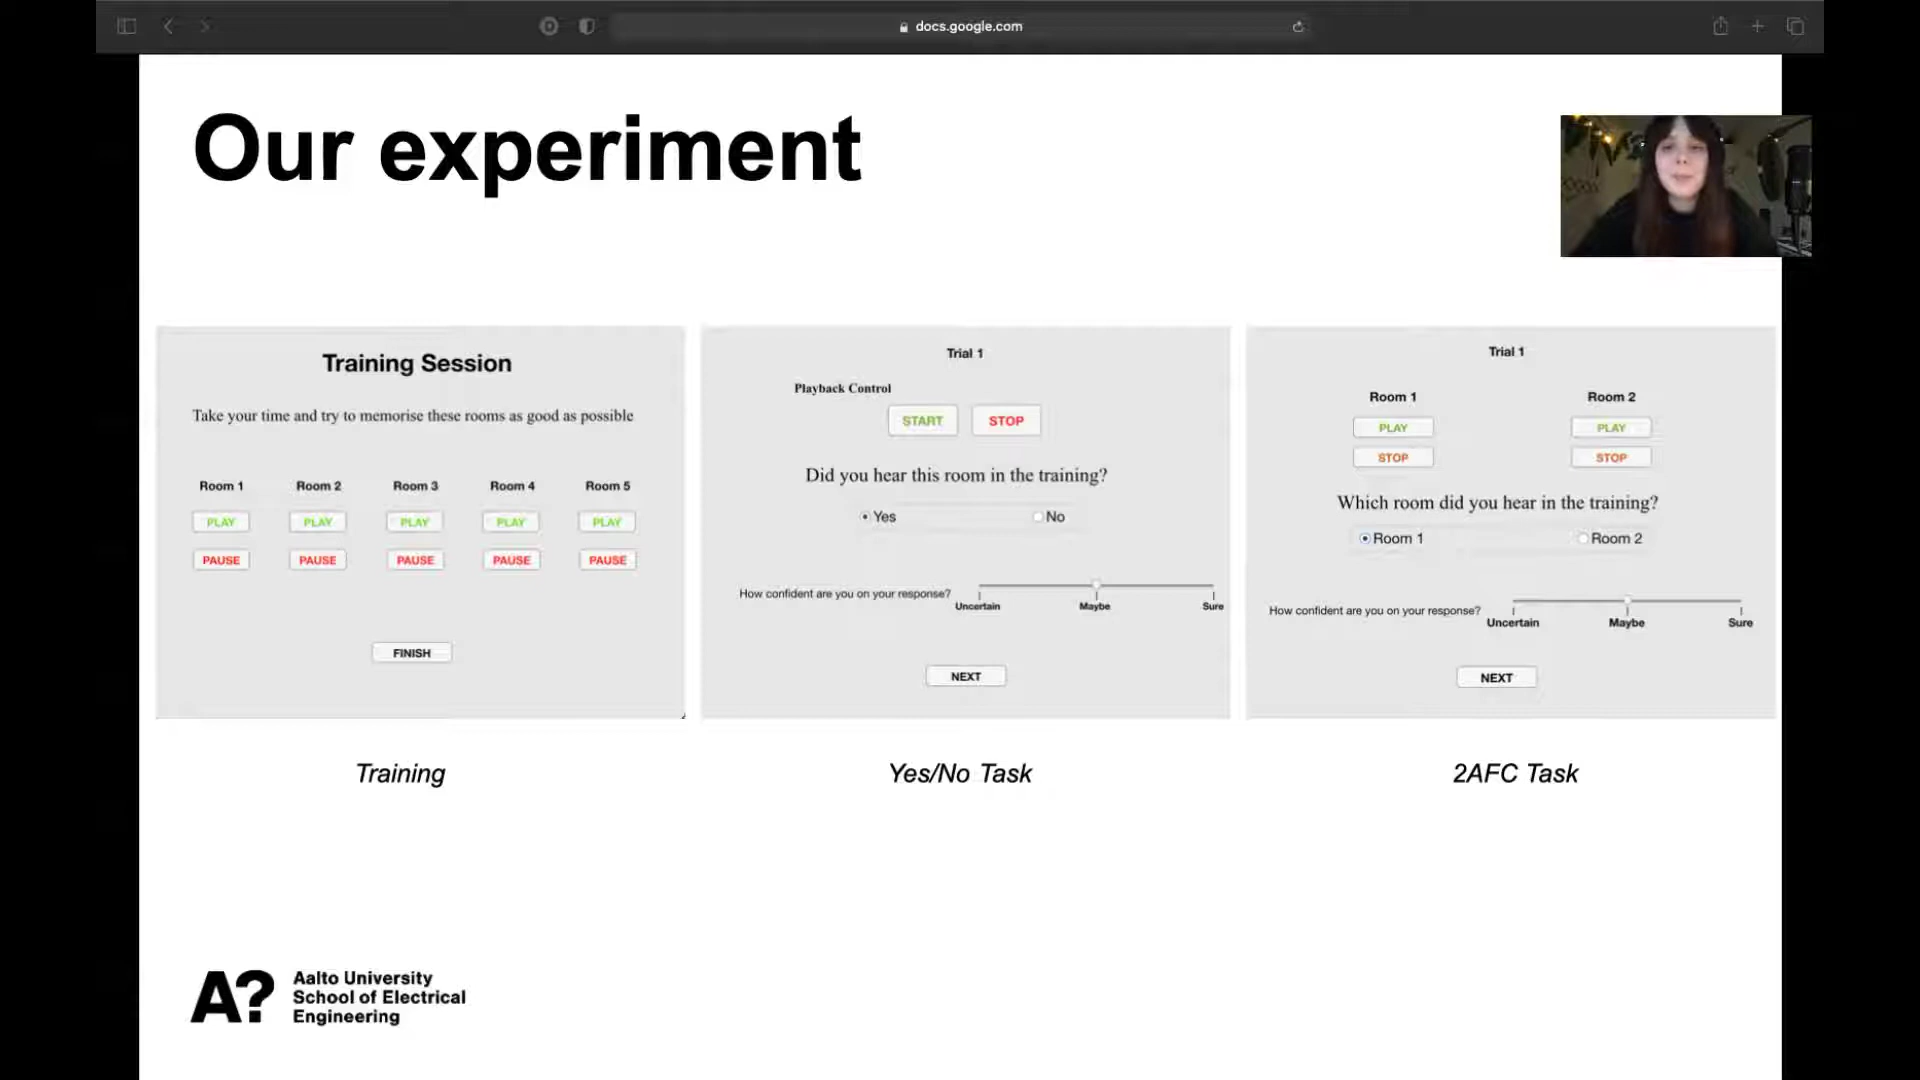 docs.google.com
Our experiment
Training Session
Take your time and try to memorise these rooms as good as possible
Room 1 Room 2 Room 3 Room 4 Room 5
PLAY PLAY PLAY PLAY PLAY
PAUSE PAUSE PAUSE PAUSE PAUSE
FINISH
Training
Trial 1
Playback Control
START STOP
Did you hear this room in the training?
Yes No
How confident are you on your response?
Uncertain Maybe Sure
NEXT
Yes/No Task
Trial 1
Room 1 Room 2
PLAY PLAY
STOP STOP
Which room did you hear in the training?
Room 1 Room 2
How confident are you on your response?
Uncertain Maybe Sure
NEXT
2AFC Task
A?
Aalto University
School of Electrical
Engineering